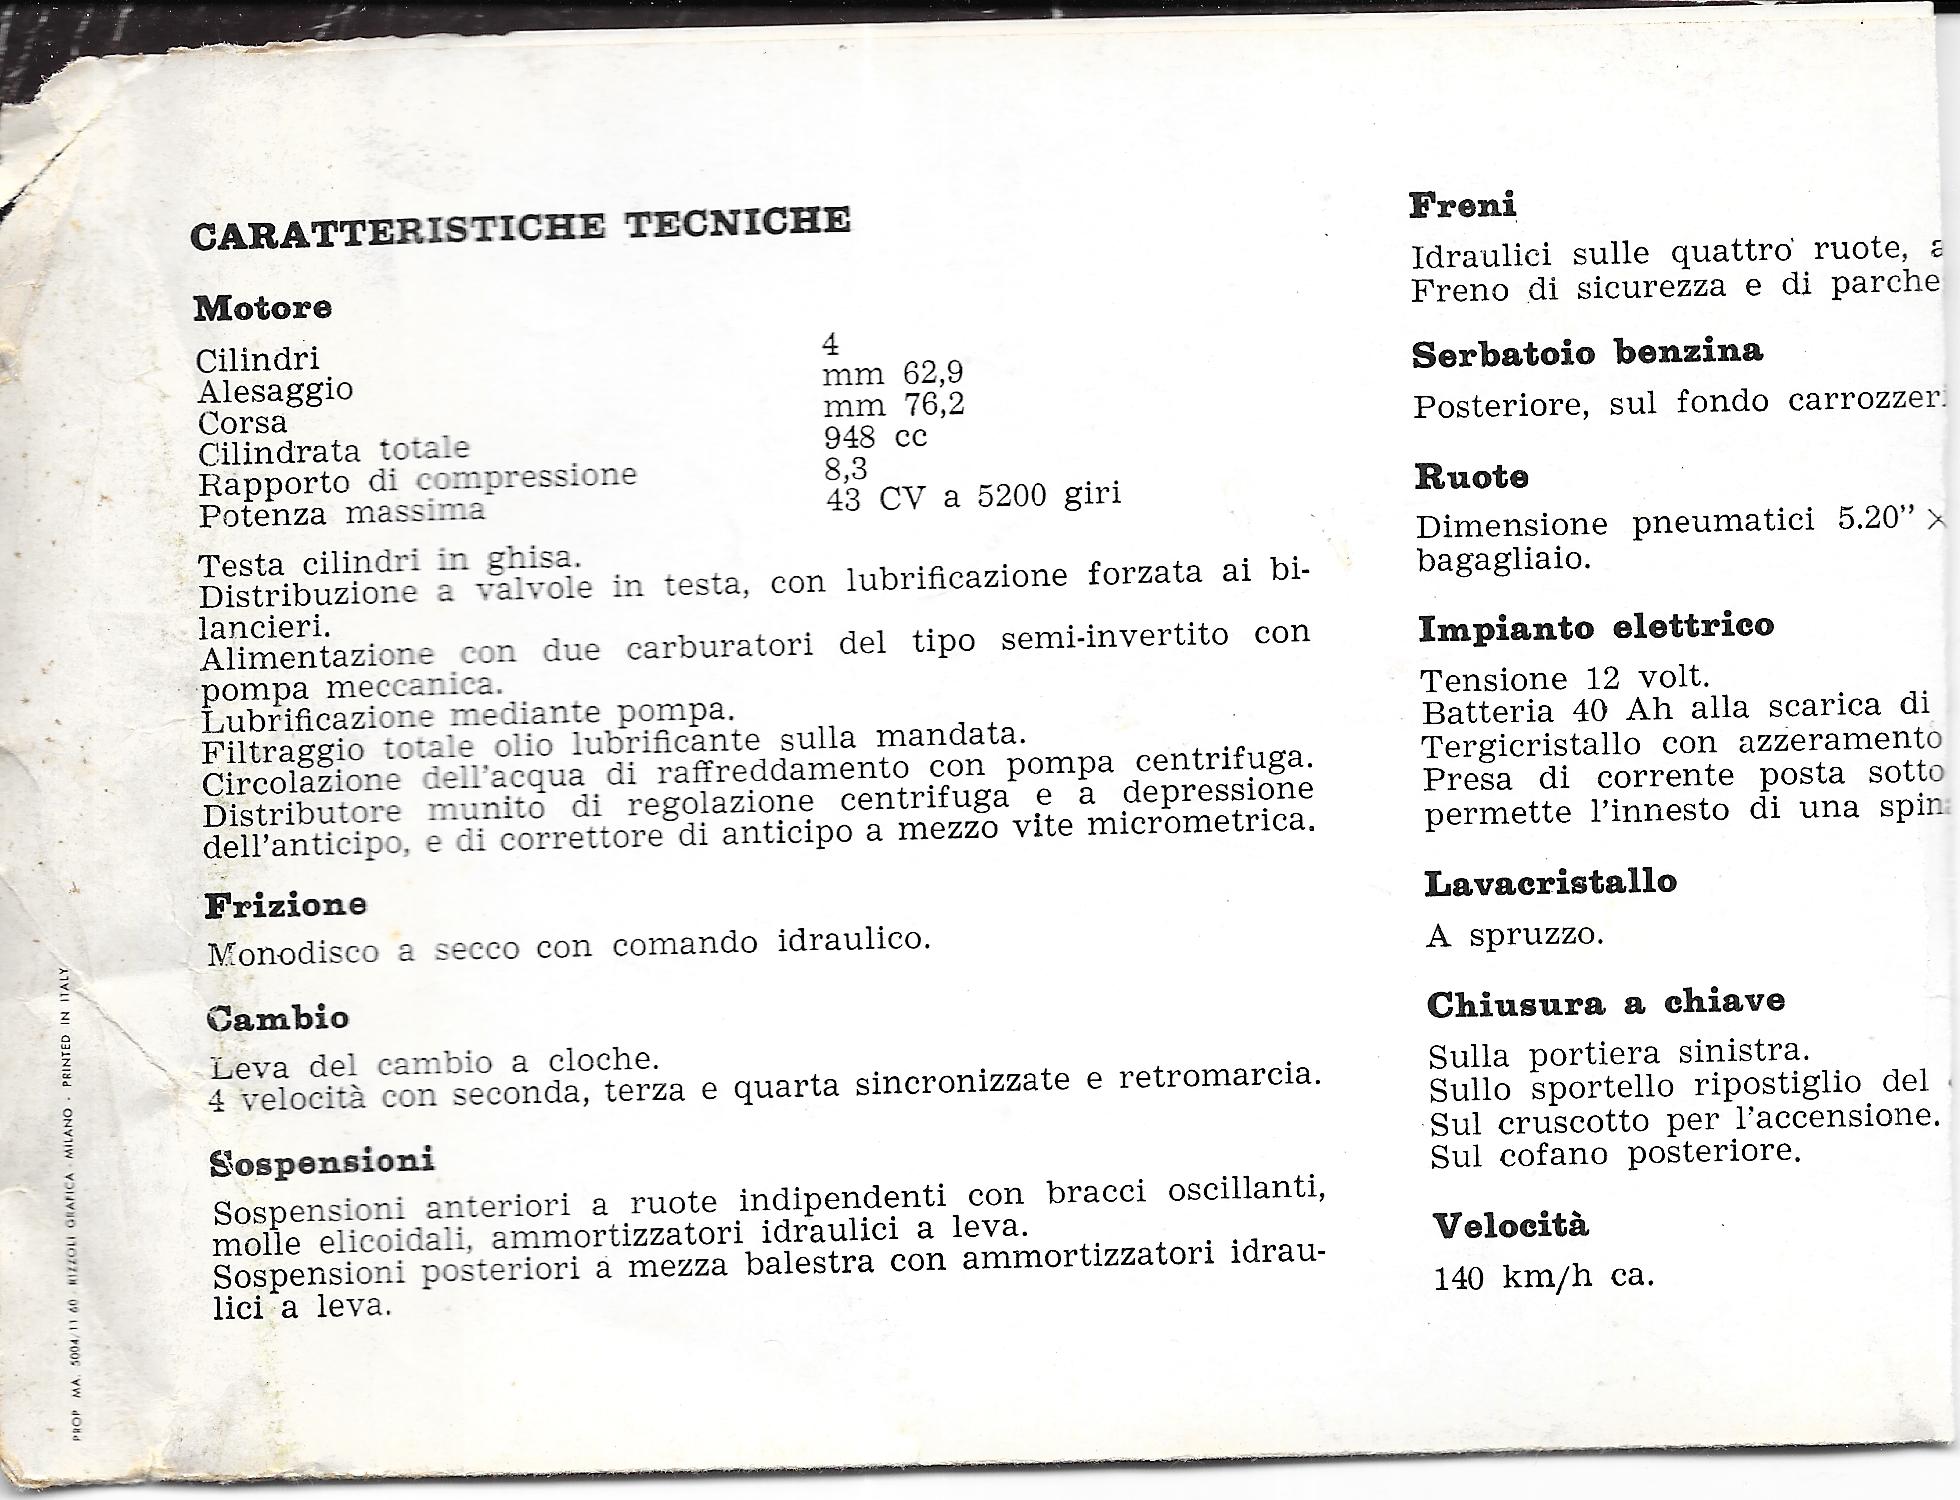 CARATTERISTICHE TECNICHE
Motore
Cilindri 4
Alesaggio mm 62,9
Corsa mm 76,2
Cilindrata totale 948 cc
Rapporto di compressione 8,3
Potenza massima 43 CV a 5200 giri
Testa cilindri in ghisa.
Distribuzione a valvole in testa, con lubrificazione forzata ai bi-
lancieri.
Alimentazione con due carburatori del tipo semi-invertito con
pompa meccanica.
Lubrificazione mediante pompa.
Filtraggio totale olio lubrificante sulla mandata.
Circolazione dell'acqua di raffreddamento con pompa centrifuga.
Distributore munito di regolazione centrifuga e a depressione
dell'anticipo, e di correttore di anticipo a mezzo vite micrometrica.
Frizione
Monodisco a secco con comando idraulico.
Cambio
Leva del cambio a cloche.
4 velocità con seconda, terza e quarta sincronizzate e retromarcia.
Sospensioni
Sospensioni anteriori a ruote indipendenti con bracci oscillanti,
molle elicoidali, ammortizzatori idraulici a leva.
Sospensioni posteriori a mezza balestra con ammortizzatori idrau-
lici a leva.
Freni
Idraulici sulle quattro ruote,
Freno di sicurezza e di parche
Serbatoio benzina
Posteriore, sul fondo carrozzer
Ruote
Dimensione pneumatici 5.20" ×
bagagliaio.
Impianto elettrico
Tensione 12 volt.
Batteria 40 Ah alla scarica di
Tergicristallo con azzeramento
Presa di corrente posta sotto
permette l'innesto di una spin
Lavacristallo
A spruzzo.
Chiusura a chiave
Sulla portiera sinistra.
Sullo sportello ripostiglio del
Sul cruscotto per l'accensione.
Sul cofano posteriore.
Velocità
140 km/h ca.
PROP MA. 5004/11 60 - RIZZOLI GRAFICA - MILANO - PRINTED IN ITALY